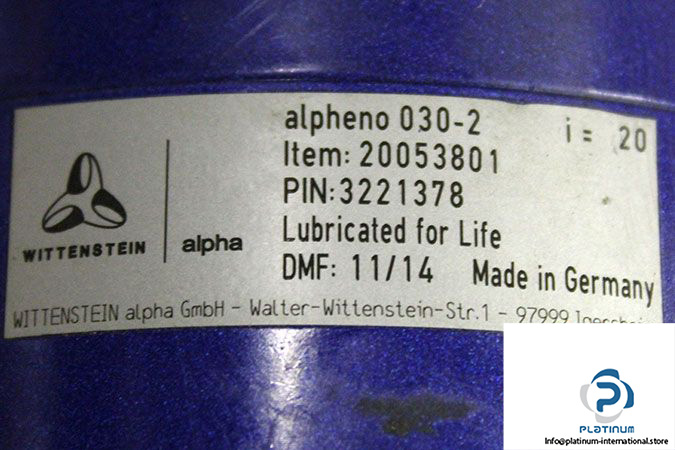 alpheno 030-2 i = 20
Item: 20053801
PIN:3221378
Lubricated for Life
DMF: 11/14 Made in Germany
WITTENSTEIN alpha
WITTENSTEIN alpha GmbH - Walter-Wittenstein-Str.1 - 97999
PLATINUM
Info@platinum-international.store